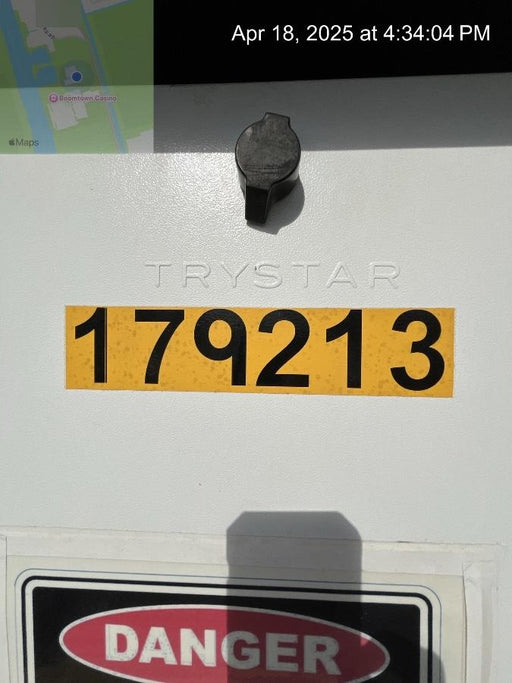 Apr 18, 2025 at 4:34:04 PM
Boomtown Casino
Maps
TRYSTAR
179213
DANGER